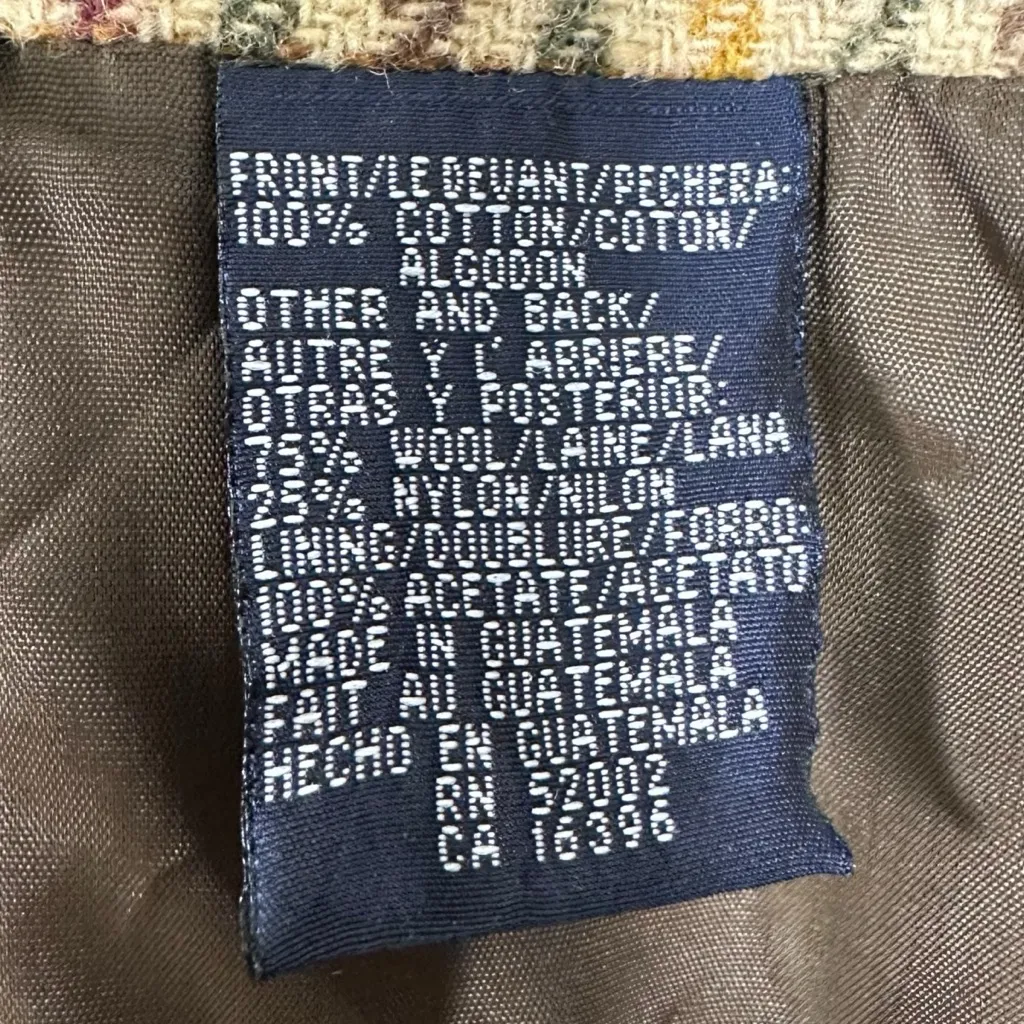 FRONT/LE DEVANT/PECHERA:
100% COTTON/COTON/
ALGODON
OTHER AND BACK/
AUTRE Y L'ARRIERE/
OTRAS Y POSTERIOR:
75% WOOL/LAINE/LANA
25% NYLON/NILON
LINING/DOUBLURE/FORRO:
100% ACETATE/ACETATO
MADE IN GUATEMALA
FAIT AU GUATEMALA
HECHO EN GUATEMALA
RN 52002
CA 16396